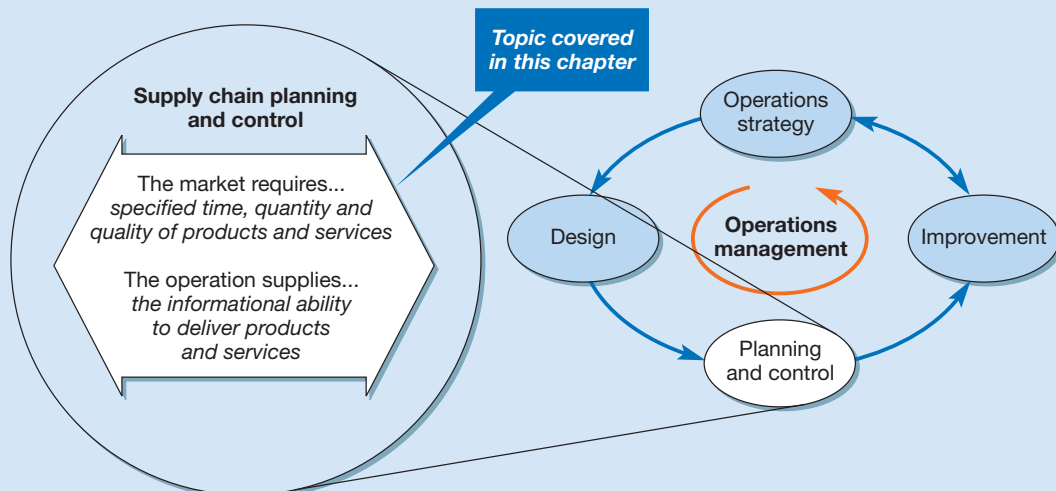 Topic covered
in this chapter
Supply chain planning
and control
The market requires...
specified time, quantity and
quality of products and services
The operation supplies...
the informational ability
to deliver products
and services
Operations
strategy
Design
Operations
management
Improvement
Planning
and control